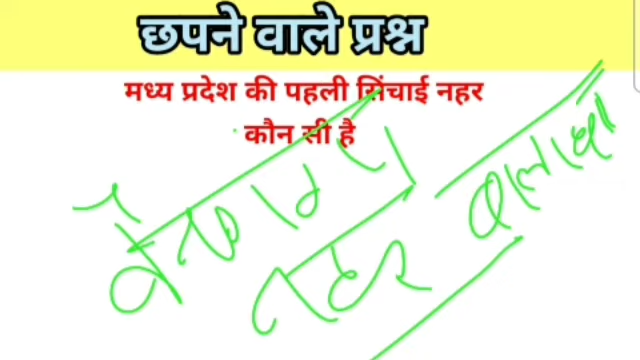 छपने वाले प्रश्न
मध्य प्रदेश की पहली सिंचाई नहर
कौन सी है
नहर